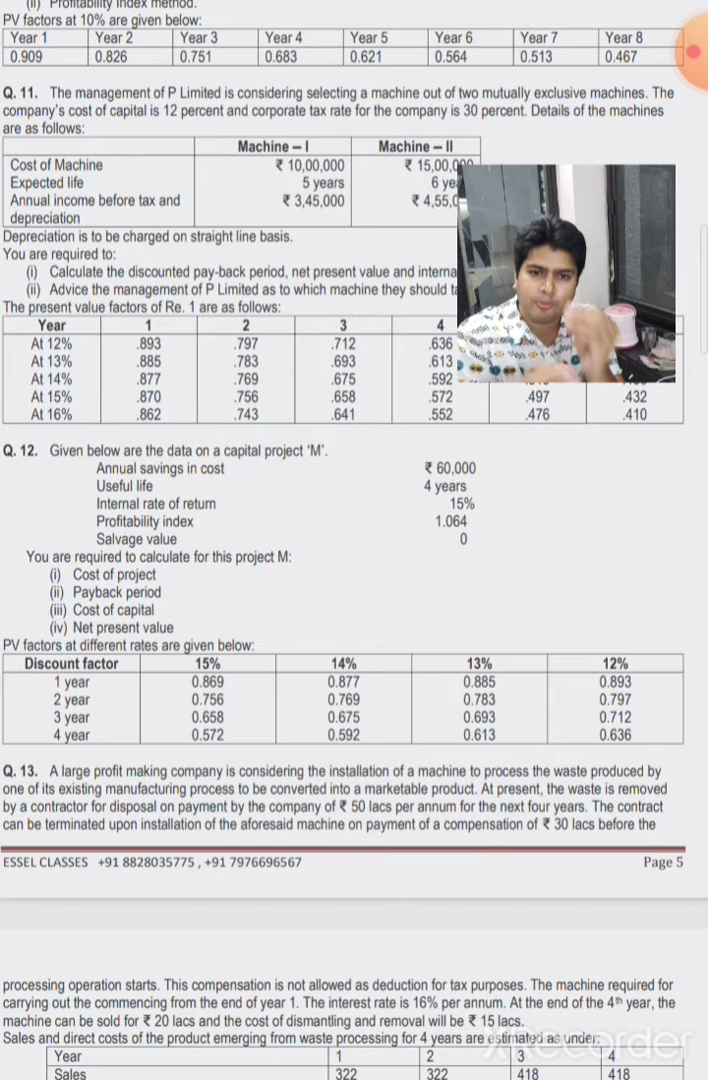 (ii) Profitability index method.
PV factors at 10% are given below:
Year 1 Year 2 Year 3 Year 4 Year 5 Year 6 Year 7 Year 8
0.909 0.826 0.751 0.683 0.621 0.564 0.513 0.467
Q. 11. The management of P Limited is considering selecting a machine out of two mutually exclusive machines. The
company's cost of capital is 12 percent and corporate tax rate for the company is 30 percent. Details of the machines
are as follows:
Machine – I Machine – II
Cost of Machine ₹ 10,00,000 ₹ 15,00,000
Expected life 5 years 6
Annual income before tax and ₹ 3,45,000 ₹ 4,55,
depreciation
Depreciation is to be charged on straight line basis.
You are required to:
(i) Calculate the discounted pay-back period, net present value and interna
(ii) Advice the management of P Limited as to which machine they should
The present value factors of Re. 1 are as follows:
Year 1 2 3 4
At 12% .893 .797 .712 .636
At 13% .885 .783 .693 .613
At 14% .877 .769 .675 .592
At 15% .870 .756 .658 .572 .497 .432
At 16% .862 .743 .641 .552 .476 .410
Q. 12. Given below are the data on a capital project 'M'.
Annual savings in cost ₹ 60,000
Useful life 4 years
Internal rate of return 15%
Profitability index 1.064
Salvage value 0
You are required to calculate for this project M:
(i) Cost of project
(ii) Payback period
(iii) Cost of capital
(iv) Net present value
PV factors at different rates are given below:
Discount factor 15% 14% 13% 12%
1 year 0.869 0.877 0.885 0.893
2 year 0.756 0.769 0.783 0.797
3 year 0.658 0.675 0.693 0.712
4 year 0.572 0.592 0.613 0.636
Q. 13. A large profit making company is considering the installation of a machine to process the waste produced by
one of its existing manufacturing process to be converted into a marketable product. At present, the waste is removed
by a contractor for disposal on payment by the company of ₹ 50 lacs per annum for the next four years. The contract
can be terminated upon installation of the aforesaid machine on payment of a compensation of ₹ 30 lacs before the
ESSEL CLASSES +91 8828035775 , +91 7976696567 Page 5
processing operation starts. This compensation is not allowed as deduction for tax purposes. The machine required for
carrying out the commencing from the end of year 1. The interest rate is 16% per annum. At the end of the 4th year, the
machine can be sold for ₹ 20 lacs and the cost of dismantling and removal will be ₹ 15 lacs.
Sales and direct costs of the product emerging from waste processing for 4 years are estimated as under:
XRecorder
Year 1 2 3 4
Sales 322 322 418 418